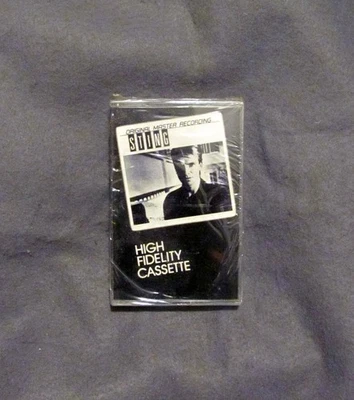 ORIGINAL MASTER RECORDING
STING
HIGH
FIDELITY
CASSETTE